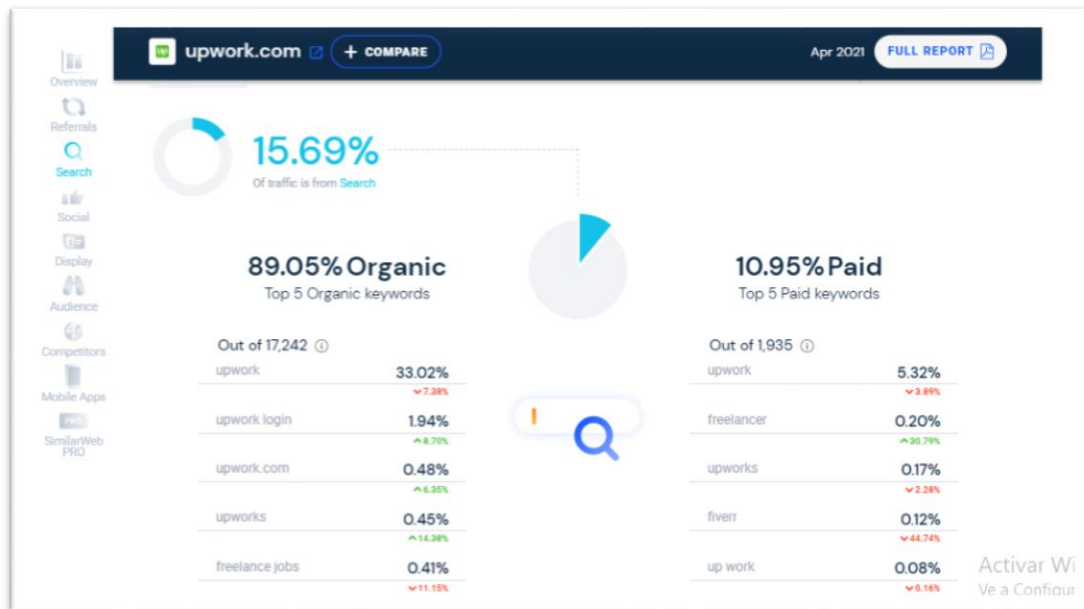 upwork.com
+ COMPARE
Apr 2021
FULL REPORT
Overview
Referrals
Search
Social
Display
Audience
Competitors
Mobile Apps
PRO
SimilarWeb
PRO
15.69%
Of traffic is from Search
89.05% Organic
Top 5 Organic keywords
Out of 17,242
upwork 33.02%
7.38%
upwork login 1.94%
8.70%
upwork.com 0.48%
6.35%
upworks 0.45%
14.38%
freelance jobs 0.41%
11.15%
10.95% Paid
Top 5 Paid keywords
Out of 1,935
upwork 5.32%
3.89%
freelancer 0.20%
30.79%
upworks 0.17%
2.28%
fiverr 0.12%
44.74%
up work 0.08%
0.16%
Activar Wi
Ve a Configur